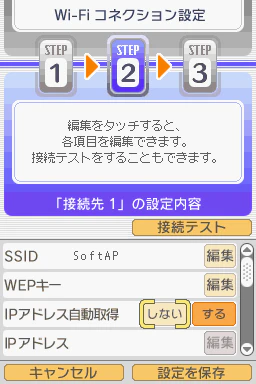 Wi-Fi コネクション設定
STEP 1
STEP 2
STEP 3
編集をタッチすると、
各項目を編集できます。
接続テストをすることもできます。
「接続先 1」の設定内容
接続テスト
SSID SoftAP 編集
WEPキー 編集
IPアドレス自動取得 しない する
IPアドレス 編集
キャンセル 設定を保存